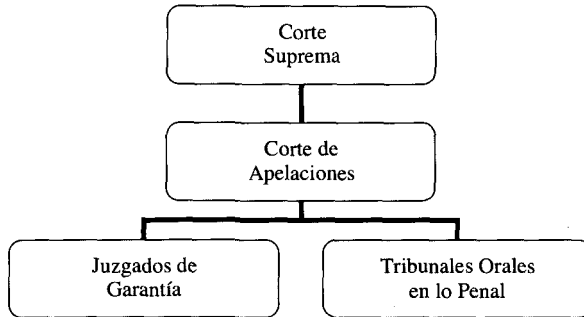 Corte
Suprema
Corte de
Apelaciones
Juzgados de
Garantía
Tribunales Orales
en lo Penal